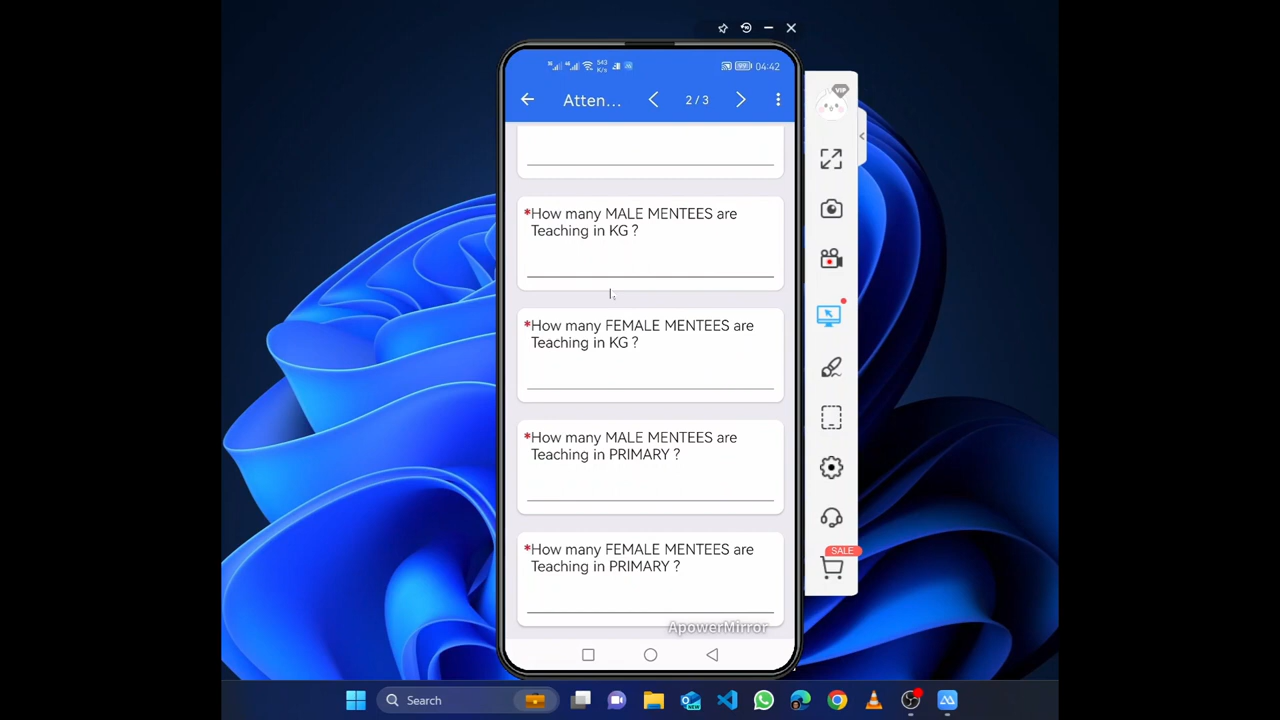 543
K/s
04:42
Atten...
2 / 3
VIP
*How many MALE MENTEES are
Teaching in KG ?
*How many FEMALE MENTEES are
Teaching in KG ?
*How many MALE MENTEES are
Teaching in PRIMARY ?
*How many FEMALE MENTEES are
Teaching in PRIMARY ?
SALE
ApowerMirror
Search